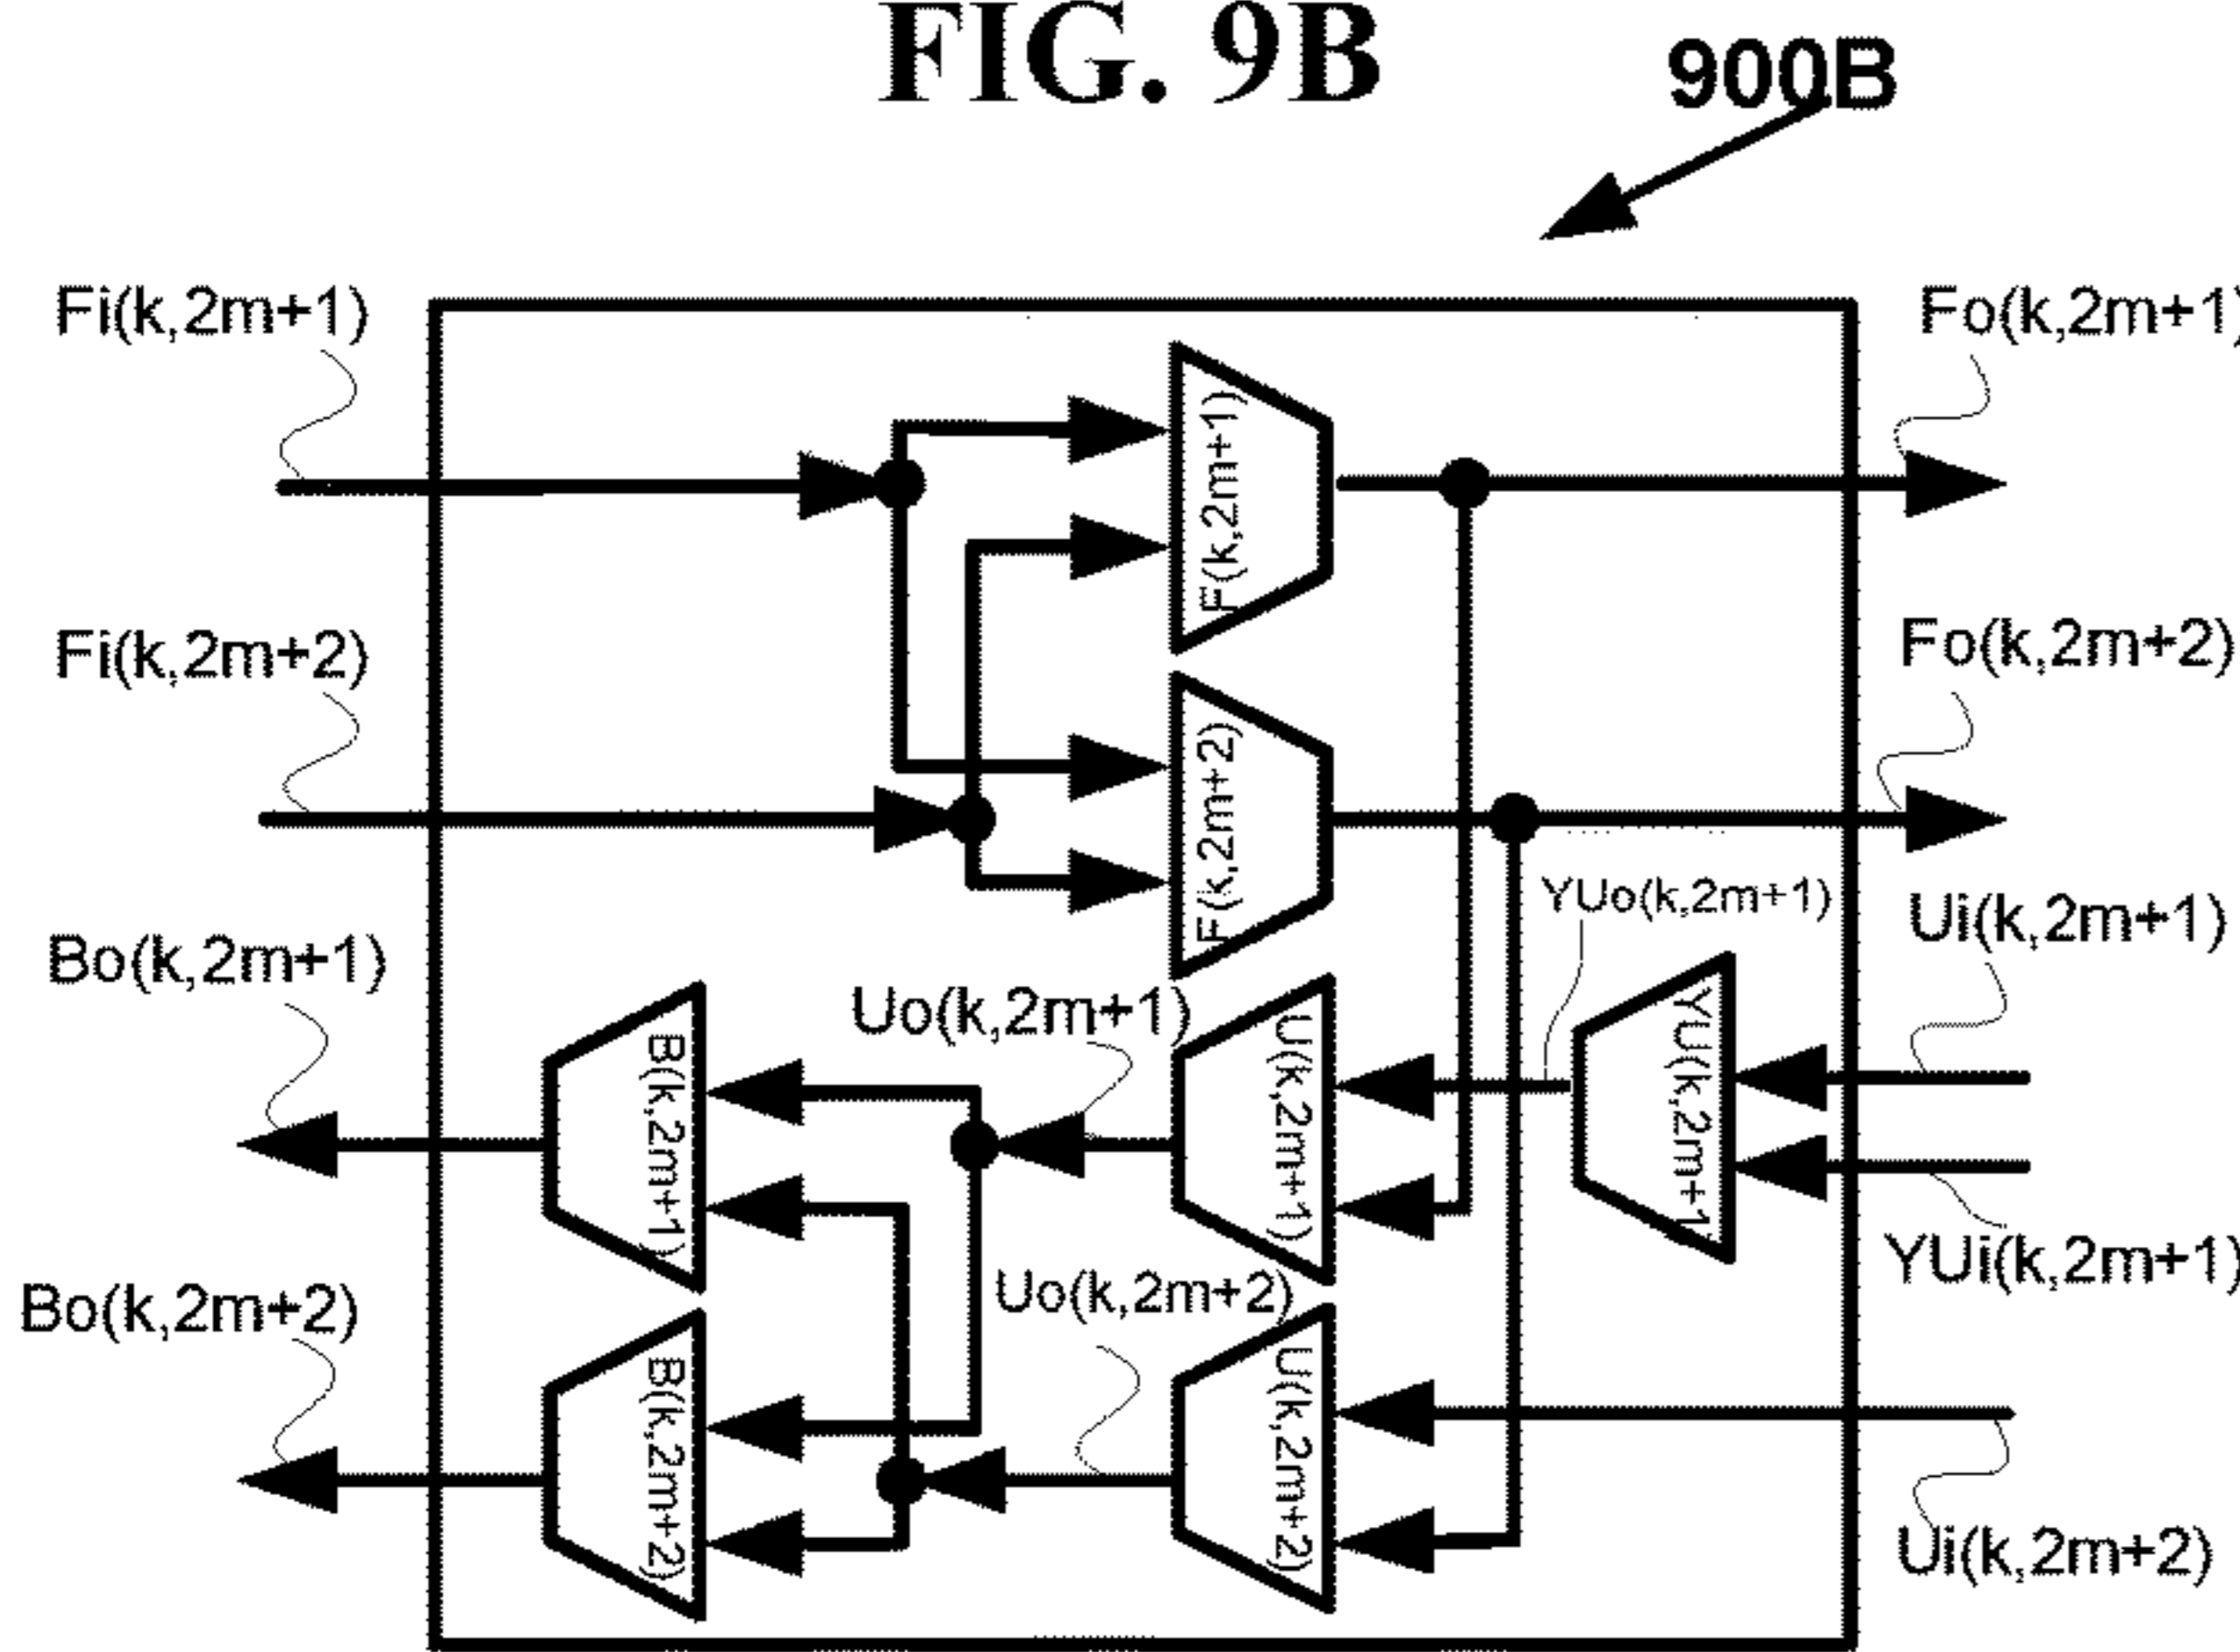 FIG. 9B
900B
Fi(k,2m+1)
Fo(k,2m+1)
F(k,2m+1)
Fi(k,2m+2)
Fo(k,2m+2)
F(k,2m+2)
YUo(k,2m+1)
Ui(k,2m+1)
Bo(k,2m+1)
Uo(k,2m+1)
B(k,2m+1)
U(k,2m+1)
YU(k,2m+1
YUi(k,2m+1)
Bo(k,2m+2)
Uo(k,2m+2)
B(k,2m+2)
U(k,2m+2)
Ui(k,2m+2)